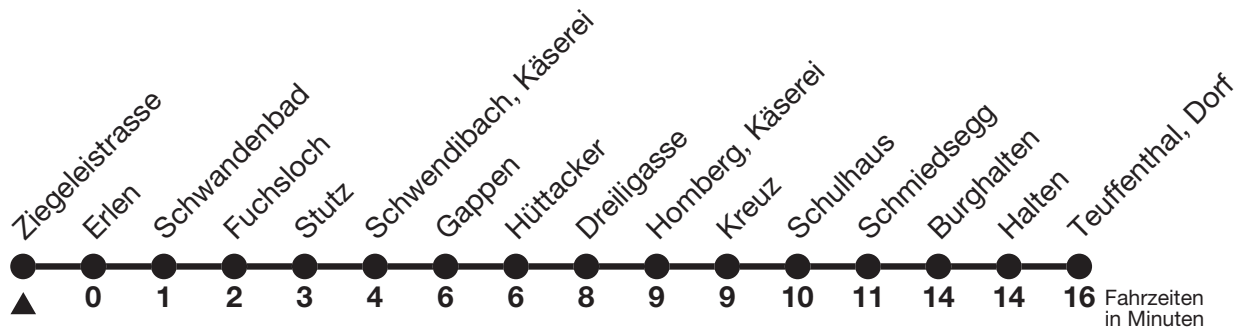 Ziegeleistrasse
Erlen
Schwandenbad
Fuchsloch
Stutz
Schwendibach, Käserei
Gappen
Hüttacker
Dreiligasse
Homberg, Käserei
Kreuz
Schulhaus
Schmiedsegg
Burghalten
Halten
Teuffenthal, Dorf
0 1 2 3 4 6 6 8 9 9 10 11 14 14 16 Fahrzeiten
in Minuten